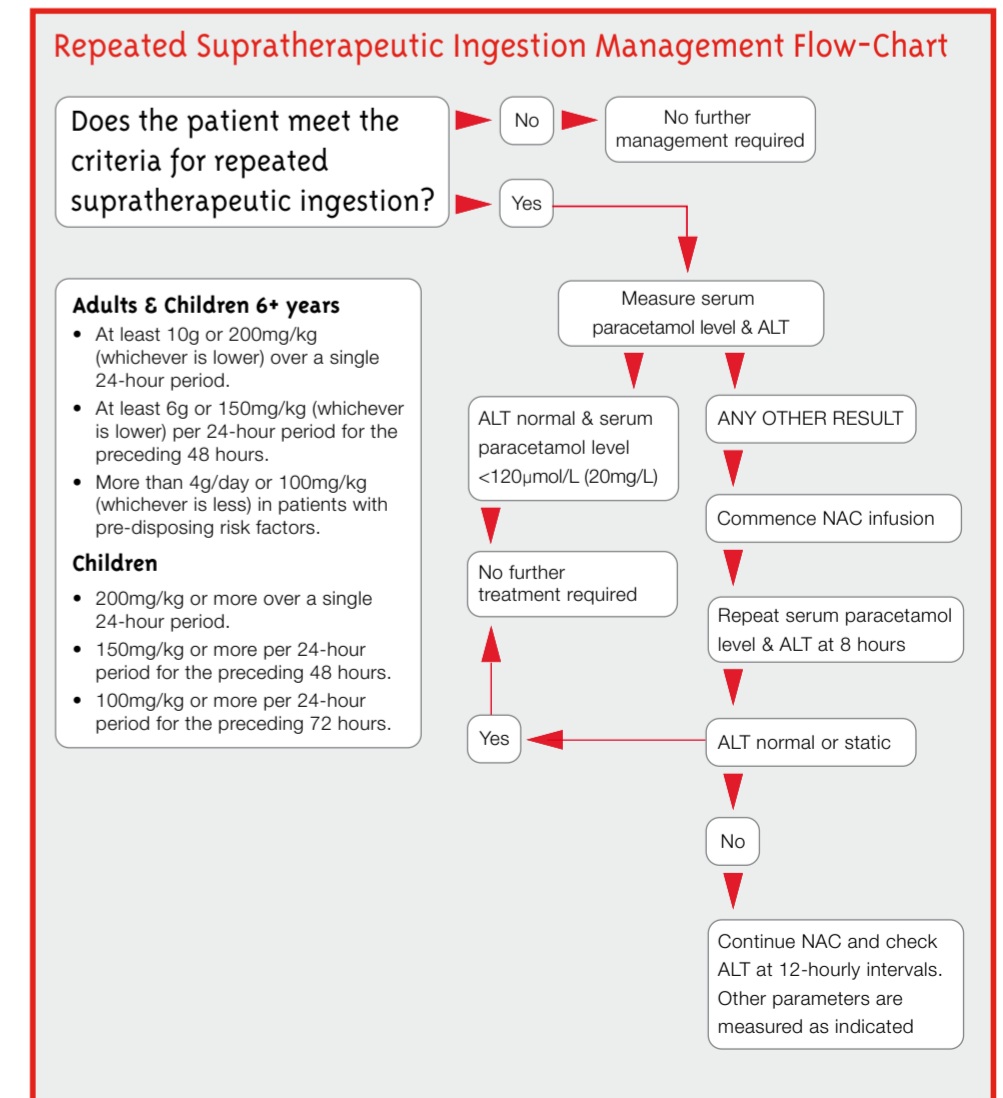 Repeated Supratherapeutic Ingestion Management Flow-Chart
Does the patient meet the
criteria for repeated
supratherapeutic ingestion?
No
No further
management required
Yes
Adults & Children 6+ years
• At least 10g or 200mg/kg
(whichever is lower) over a single
24-hour period.
• At least 6g or 150mg/kg (whichever
is lower) per 24-hour period for the
preceding 48 hours.
• More than 4g/day or 100mg/kg
(whichever is less) in patients with
pre-disposing risk factors.
Children
• 200mg/kg or more over a single
24-hour period.
• 150mg/kg or more per 24-hour
period for the preceding 48 hours.
• 100mg/kg or more per 24-hour
period for the preceding 72 hours.
Measure serum
paracetamol level & ALT
ALT normal & serum
paracetamol level
<120µmol/L (20mg/L)
No further
treatment required
Yes
ANY OTHER RESULT
Commence NAC infusion
Repeat serum paracetamol
level & ALT at 8 hours
ALT normal or static
No
Continue NAC and check
ALT at 12-hourly intervals.
Other parameters are
measured as indicated